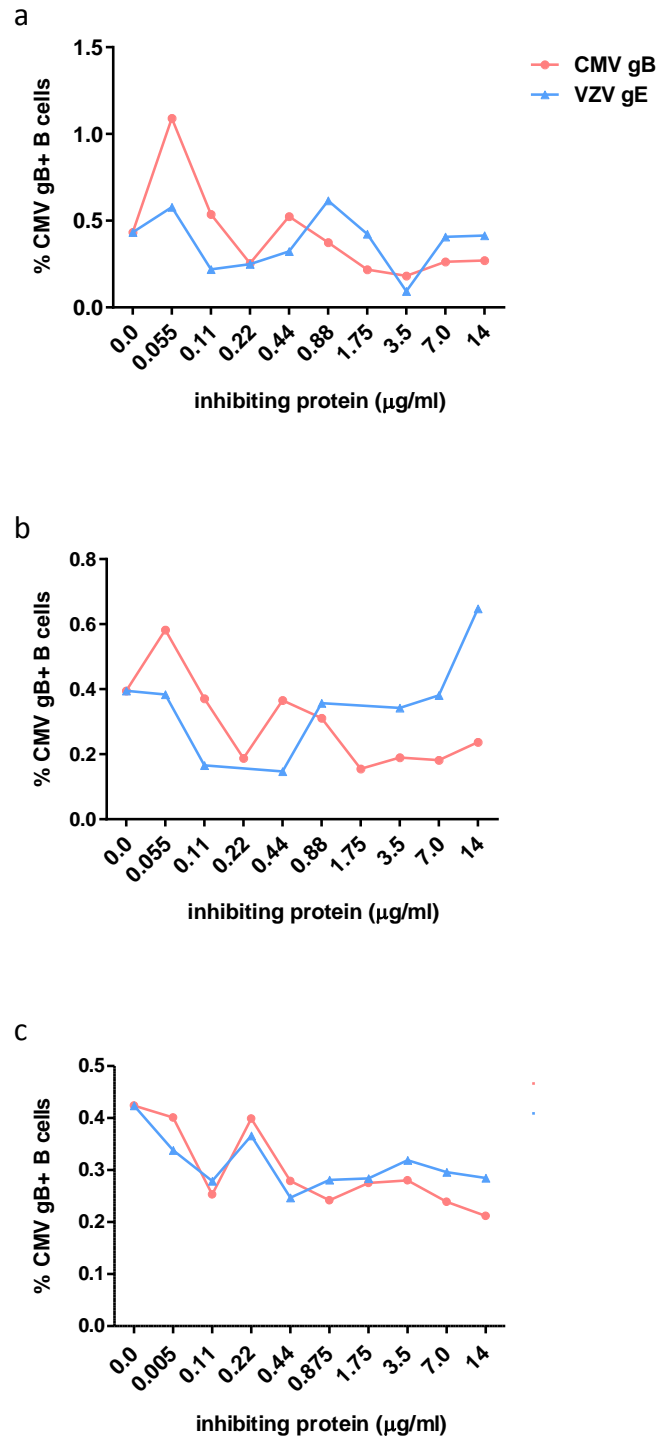 a
CMV gB
VZV gE
% CMV gB+ B cells
1.5
1.0
0.5
0.0
0.0 0.055 0.11 0.22 0.44 0.88 1.75 3.5 7.0 14
inhibiting protein (μg/ml)
b
% CMV gB+ B cells
0.8
0.6
0.4
0.2
0.0
0.0 0.055 0.11 0.22 0.44 0.88 1.75 3.5 7.0 14
inhibiting protein (μg/ml)
c
% CMV gB+ B cells
0.5
0.4
0.3
0.2
0.1
0.0
0.0 0.005 0.11 0.22 0.44 0.875 1.75 3.5 7.0 14
inhibiting protein (μg/ml)